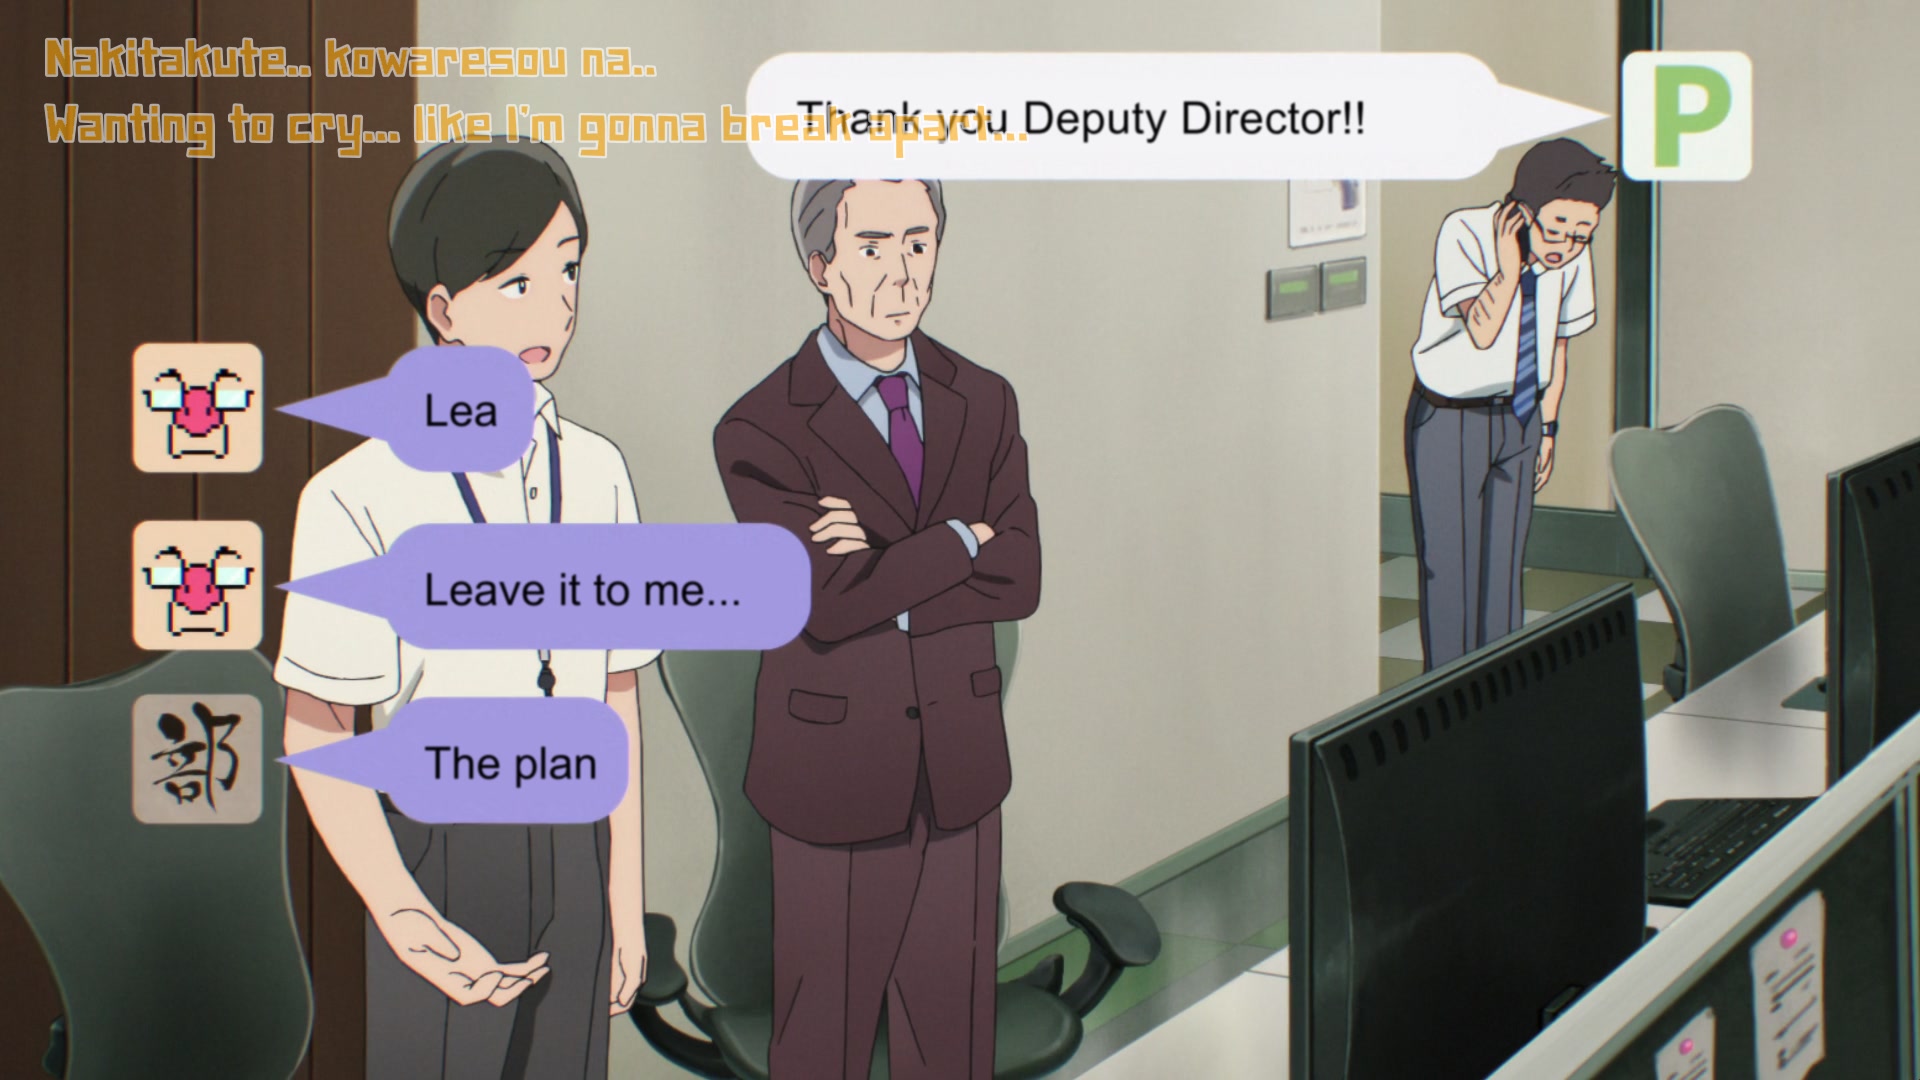 Nakitakute.. kowaresou na..
Wanting to cry... like I'm gonna break apart...
Thank you Deputy Director!!
P
Lea
Leave it to me...
部
The plan